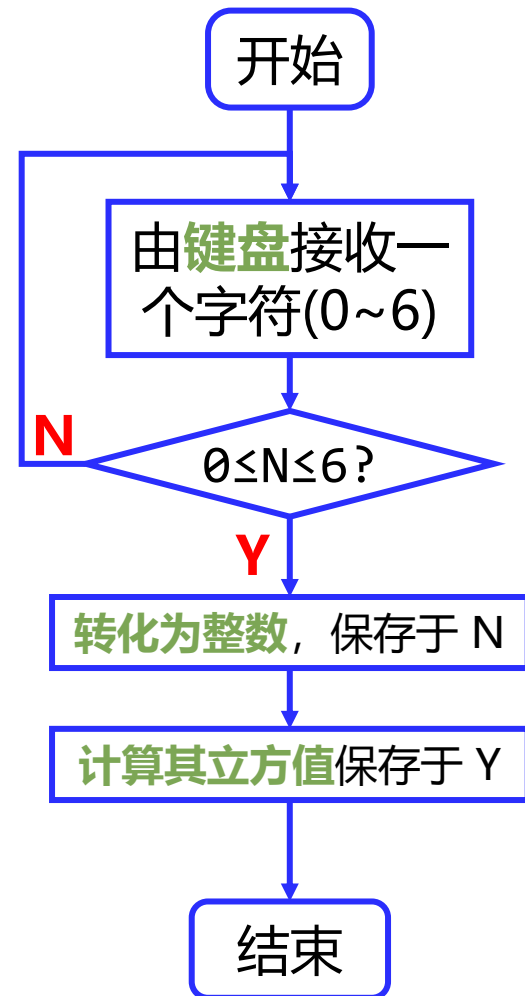 开始
由键盘接收一
个字符(0~6)
N
0≤N≤6?
Y
转化为整数，保存于 N
计算其立方值保存于 Y
结束